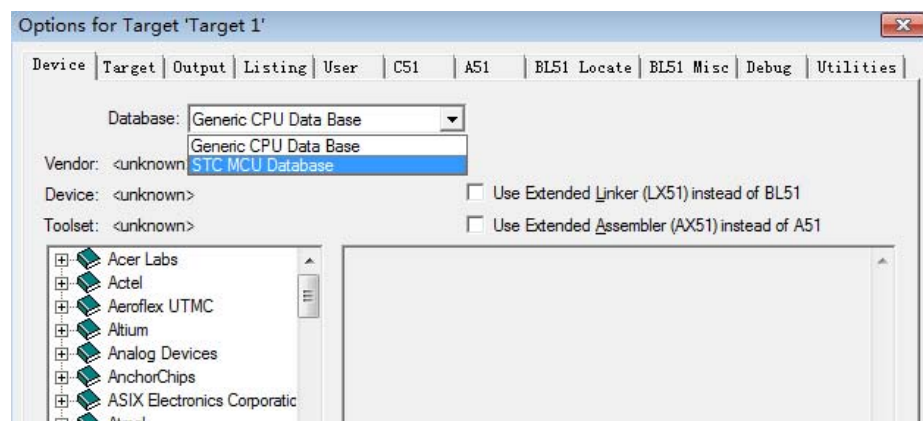 Options for Target 'Target 1'
Device Target Output Listing User C51 A51 BL51 Locate BL51 Misc Debug Utilities
Database: Generic CPU Data Base
Generic CPU Data Base
Vendor: <unknown STC MCU Database
Device: <unknown> Use Extended Linker (LX51) instead of BL51
Toolset: <unknown> Use Extended Assembler (AX51) instead of A51
Acer Labs
Actel
Aeroflex UTMC
Altium
Analog Devices
AnchorChips
ASIX Electronics Corporatic